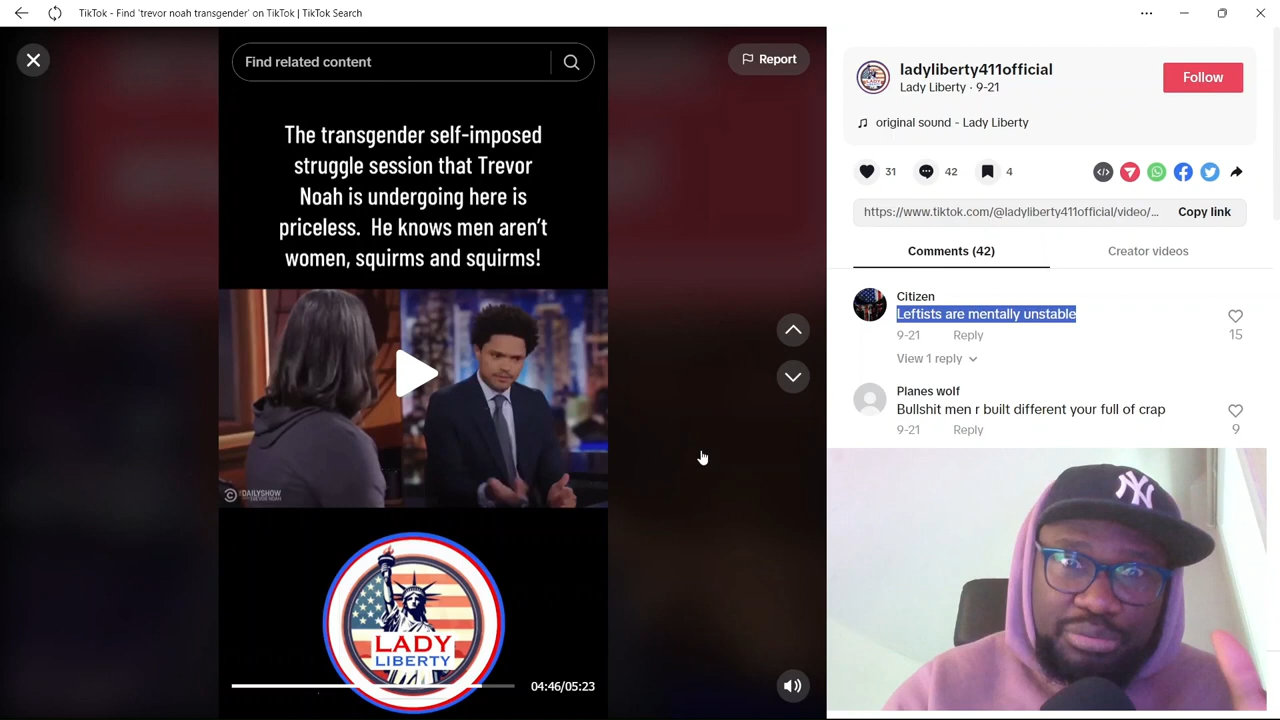 TikTok - Find 'trevor noah transgender' on TikTok | TikTok Search
Find related content
Report
The transgender self-imposed
struggle session that Trevor
Noah is undergoing here is
priceless. He knows men aren't
women, squirms and squirms!
THE DAILY SHOW
LADY
LIBERTY
04:46/05:23
ladyliberty411official
Lady Liberty · 9-21
Follow
original sound - Lady Liberty
31
42
4
https://www.tiktok.com/@ladyliberty411official/video/...
Copy link
Comments (42)
Creator videos
Citizen
Leftists are mentally unstable
15
9-21 Reply
View 1 reply
Planes wolf
Bullshit men r built different your full of crap
9
9-21 Reply
NY